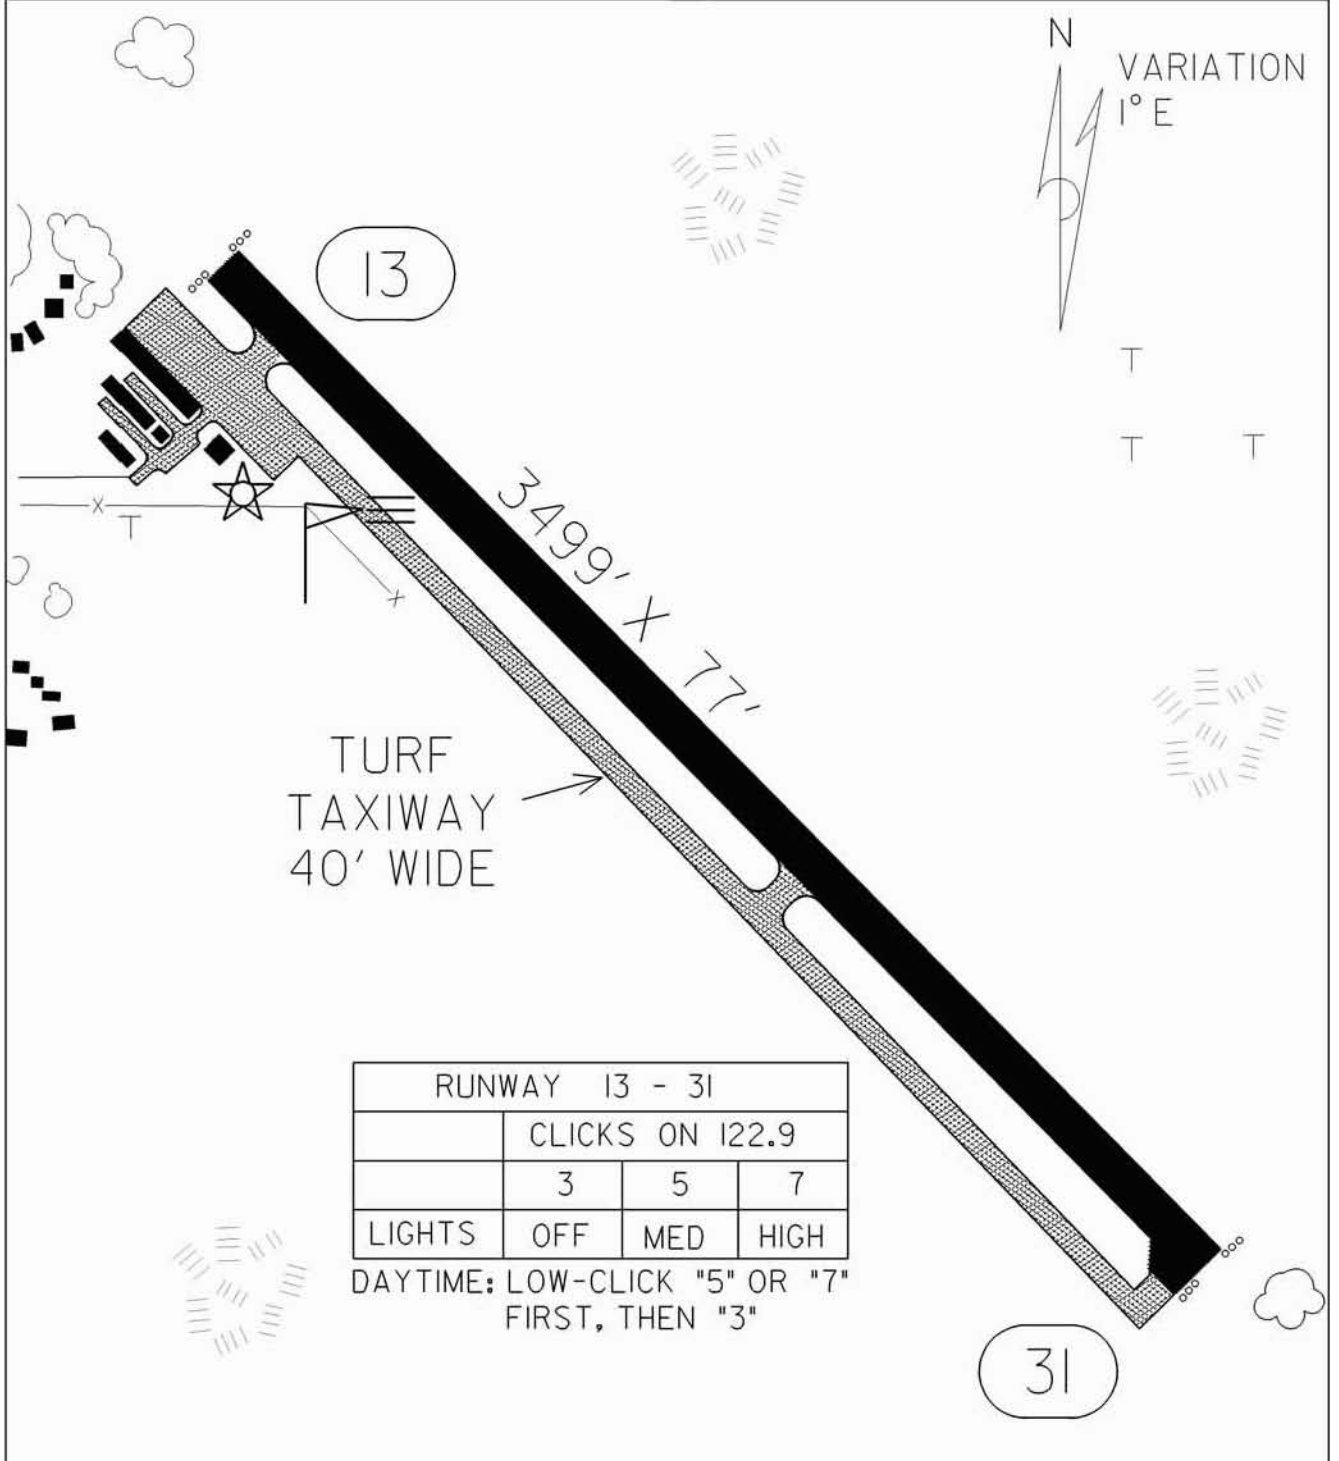 N
VARIATION
1° E
13
3499' X 77'
TURF
TAXIWAY
40' WIDE
RUNWAY 13 - 31
CLICKS ON 122.9
3 5 7
LIGHTS OFF MED HIGH
DAYTIME: LOW-CLICK "5" OR "7"
FIRST, THEN "3"
31